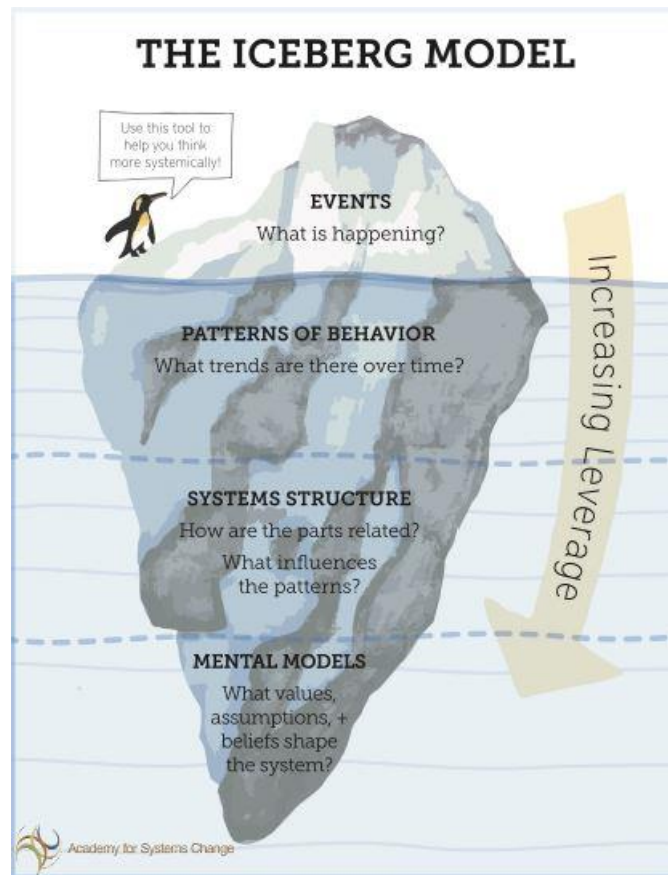 THE ICEBERG MODEL
Use this tool to
help you think
more systemically!
EVENTS
What is happening?
PATTERNS OF BEHAVIOR
What trends are there over time?
SYSTEMS STRUCTURE
How are the parts related?
What influences
the patterns?
MENTAL MODELS
What values,
assumptions, +
beliefs shape
the system?
Increasing Leverage
Academy for Systems Change